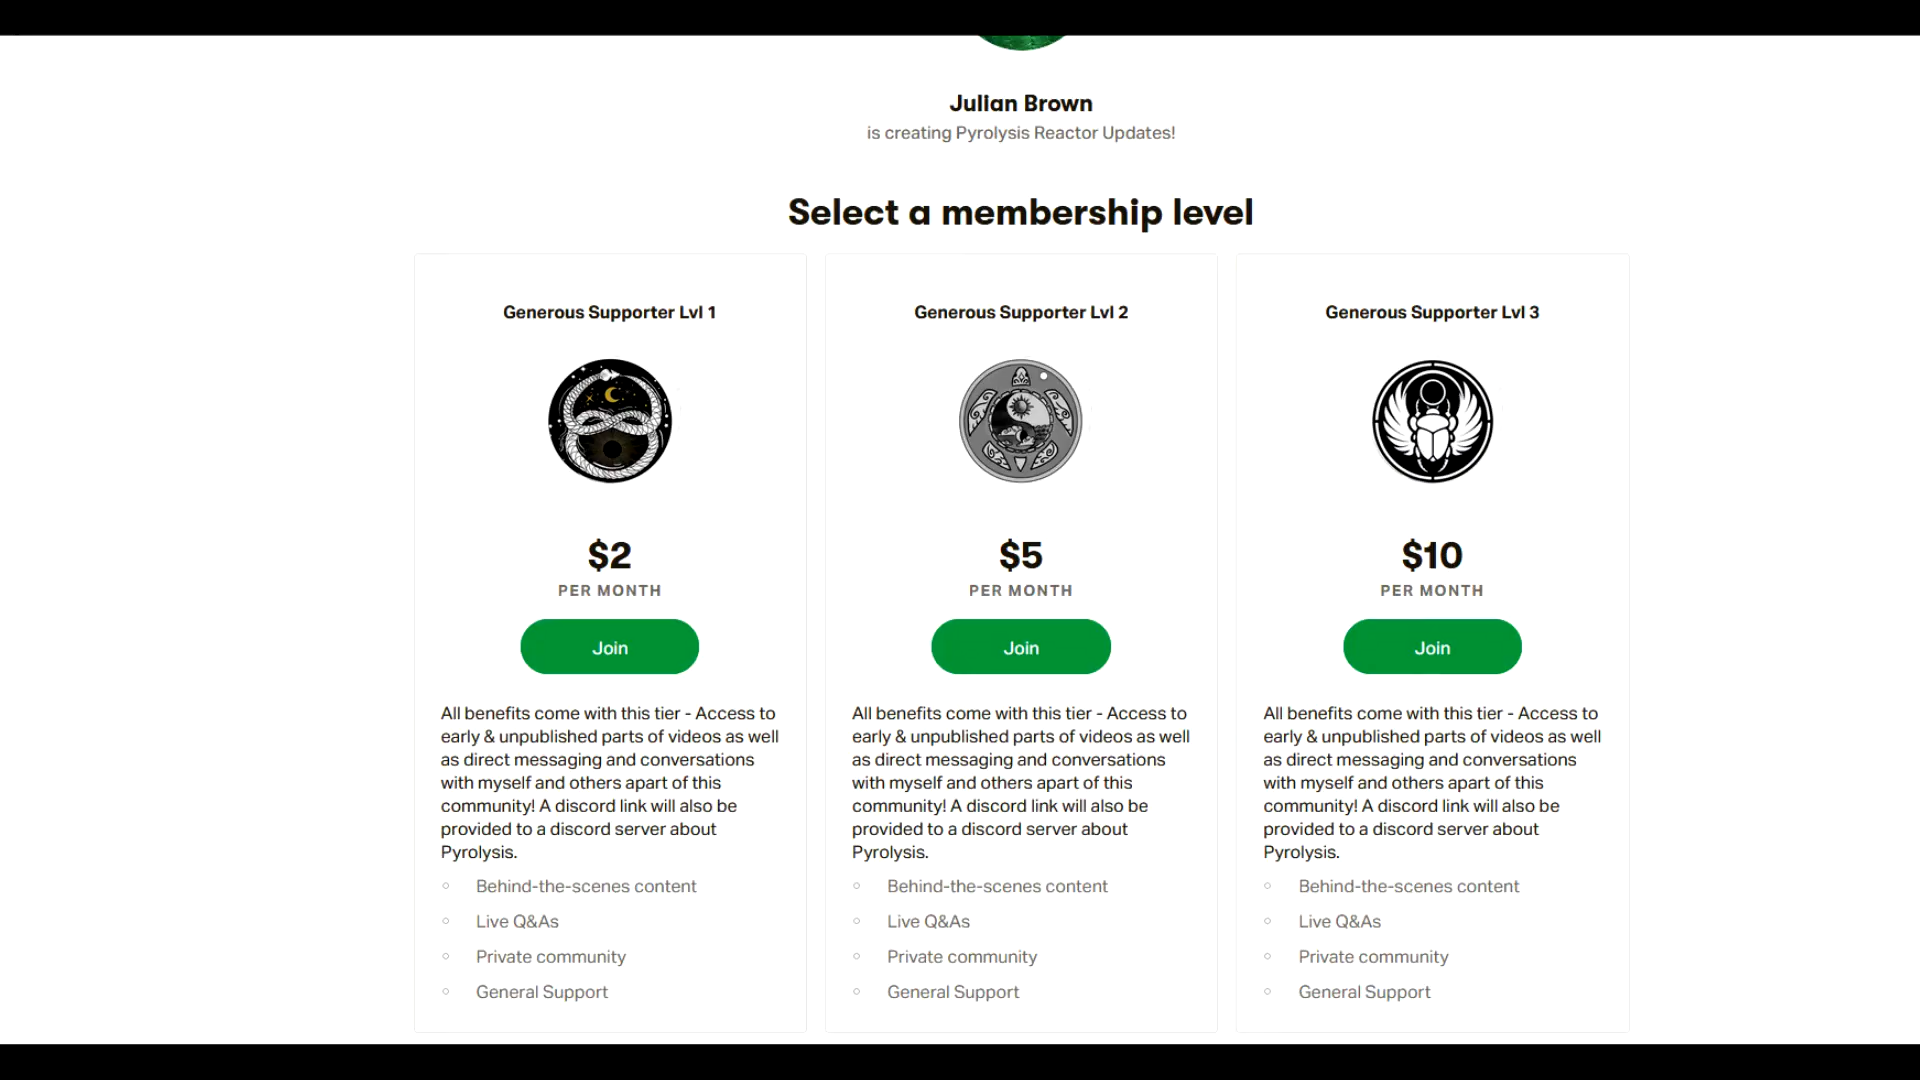 Julian Brown
is creating Pyrolysis Reactor Updates!
Select a membership level
Generous Supporter Lvl 1
$2
PER MONTH
Join
All benefits come with this tier - Access to
early & unpublished parts of videos as well
as direct messaging and conversations
with myself and others apart of this
community! A discord link will also be
provided to a discord server about
Pyrolysis.
Behind-the-scenes content
Live Q&As
Private community
General Support
Generous Supporter Lvl 2
$5
PER MONTH
Join
All benefits come with this tier - Access to
early & unpublished parts of videos as well
as direct messaging and conversations
with myself and others apart of this
community! A discord link will also be
provided to a discord server about
Pyrolysis.
Behind-the-scenes content
Live Q&As
Private community
General Support
Generous Supporter Lvl 3
$10
PER MONTH
Join
All benefits come with this tier - Access to
early & unpublished parts of videos as well
as direct messaging and conversations
with myself and others apart of this
community! A discord link will also be
provided to a discord server about
Pyrolysis.
Behind-the-scenes content
Live Q&As
Private community
General Support